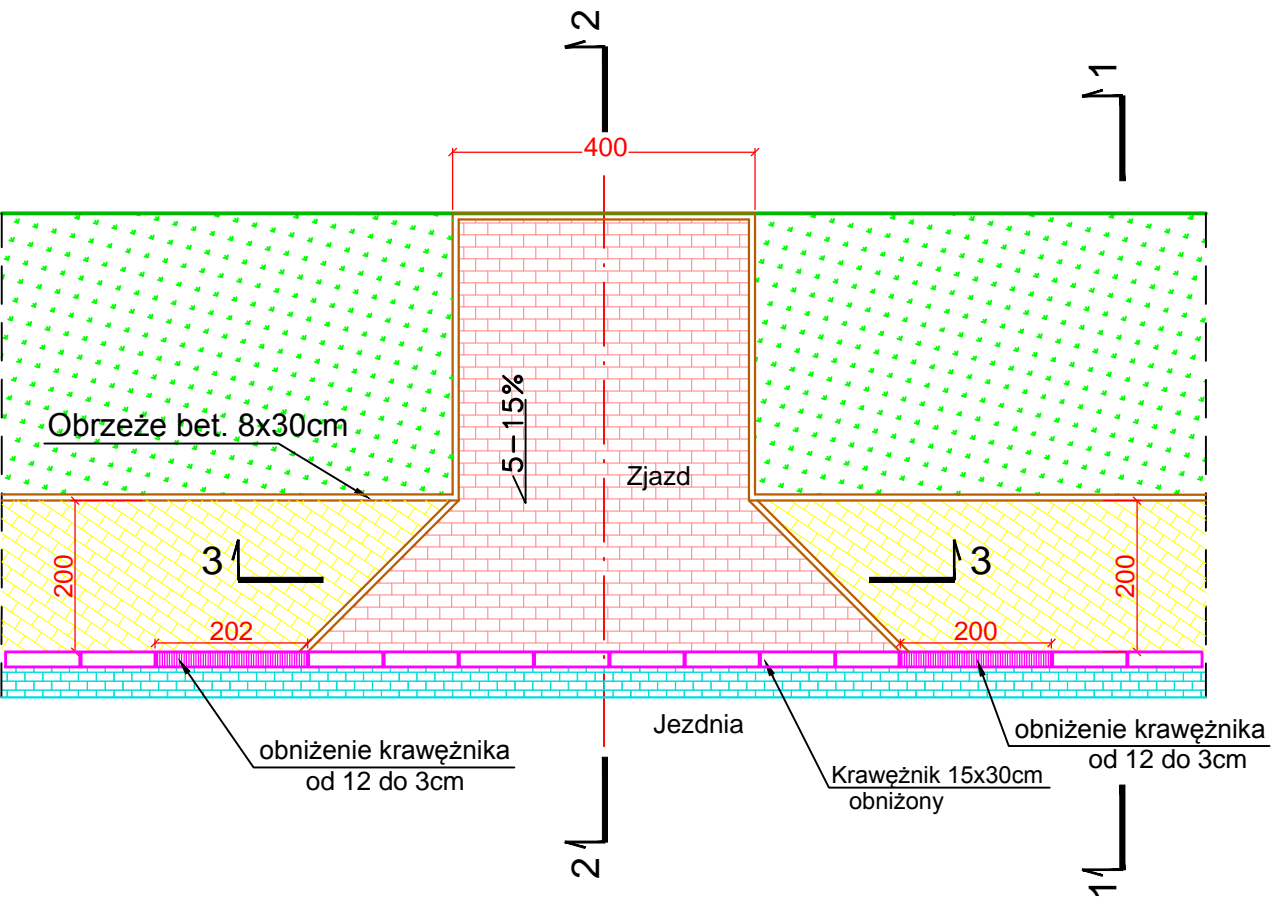 2
1
400
Obrzeże bet. 8x30cm
5–15%
Zjazd
3
3
200
200
202
200
Jezdnia
obniżenie krawężnika
od 12 do 3cm
Krawężnik 15x30cm
obniżony
obniżenie krawężnika
od 12 do 3cm
2
1